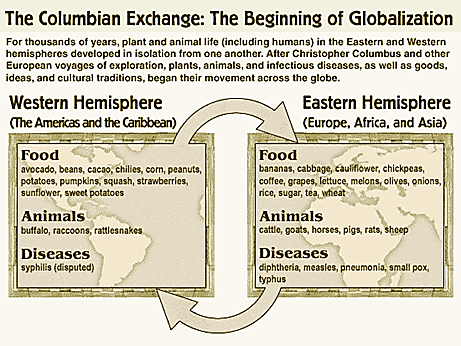 The Columbian Exchange: The Beginning of Globalization
For thousands of years, plant and animal life (including humans) in the Eastern and Western
hemispheres developed in isolation from one another. After Christopher Columbus and other
European voyages of exploration, plants, animals, and infectious diseases, as well as goods,
ideas, and cultural traditions, began their movement across the globe.
Western Hemisphere
(The Americas and the Caribbean)
Food
avocado, beans, cacao, chilies, corn, peanuts,
potatoes, pumpkins, squash, strawberries,
sunflower, sweet potatoes
Animals
buffalo, raccoons, rattlesnakes
Diseases
syphilis (disputed)
Eastern Hemisphere
(Europe, Africa, and Asia)
Food
bananas, cabbage, cauliflower, chickpeas,
coffee, grapes, lettuce, melons, olives, onions,
rice, sugar, tea, wheat
Animals
cattle, goats, horses, pigs, rats, sheep
Diseases
diphtheria, measles, pneumonia, small pox,
typhus